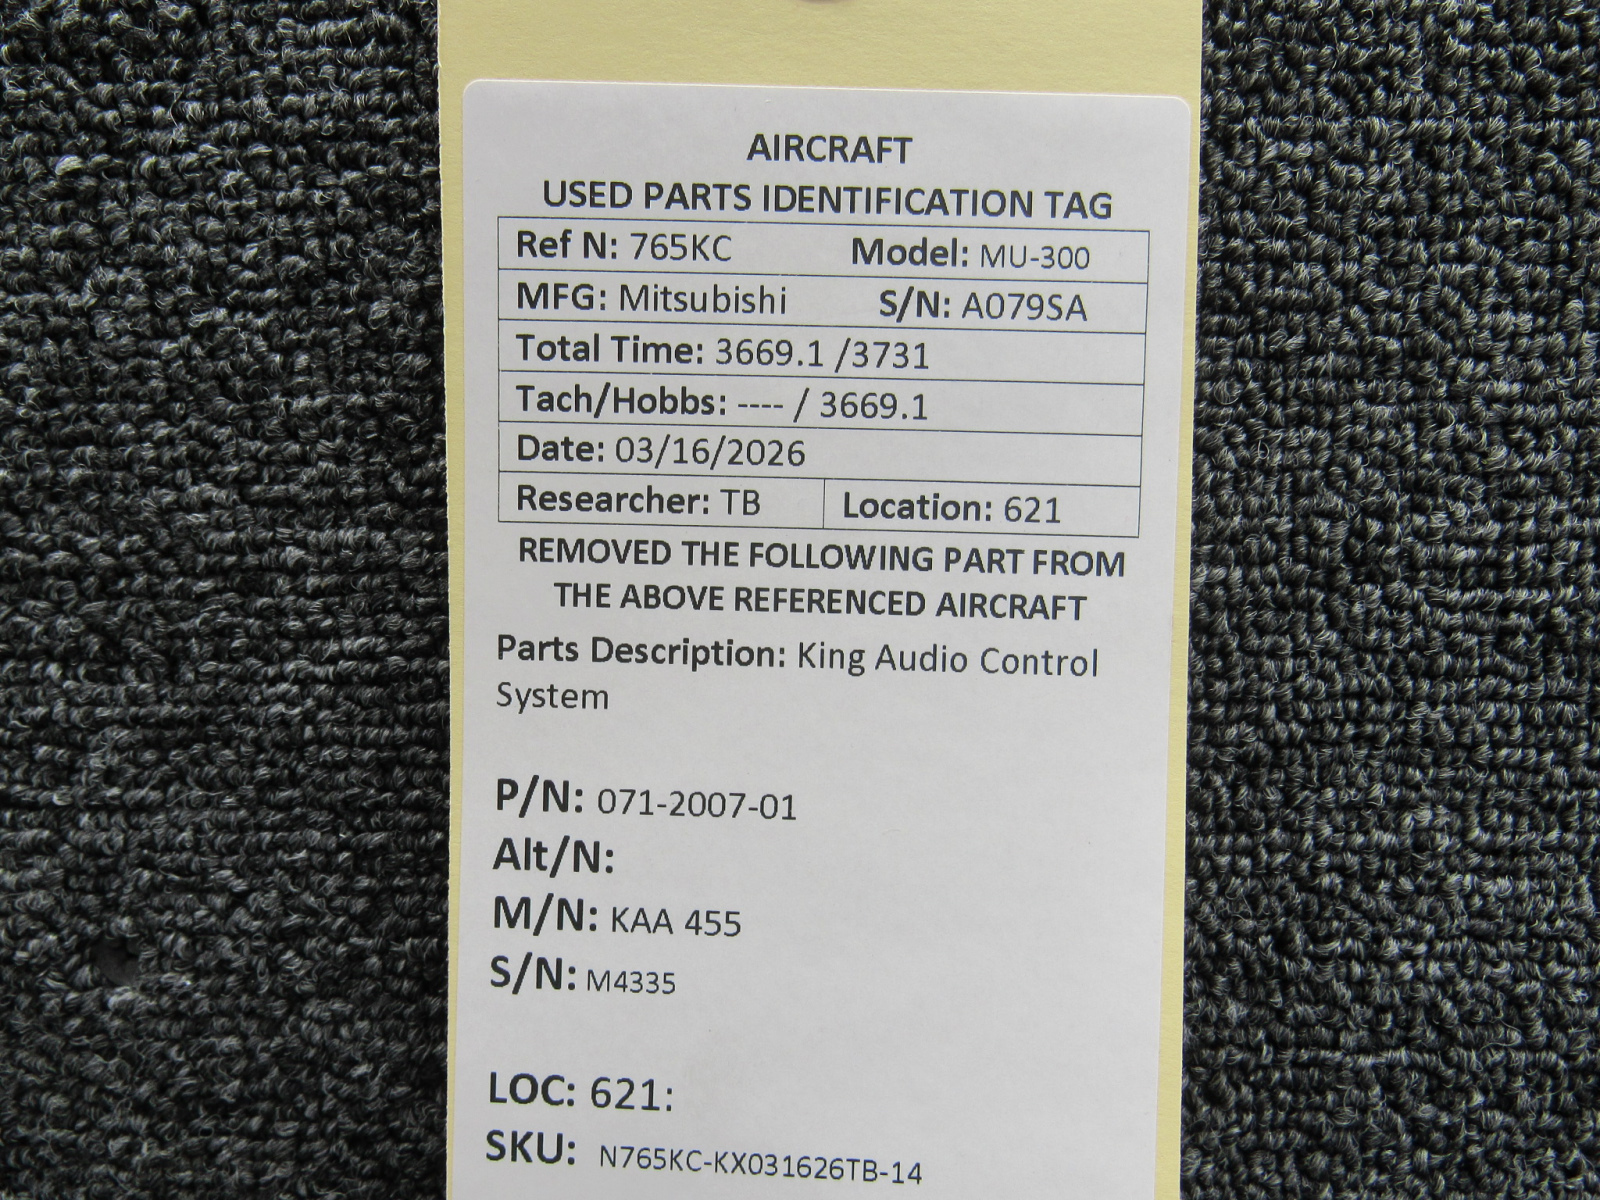 AIRCRAFT
USED PARTS IDENTIFICATION TAG
Ref N: 765KC Model: MU-300
MFG: Mitsubishi S/N: A079SA
Total Time: 3669.1 /3731
Tach/Hobbs: ---- / 3669.1
Date: 03/16/2026
Researcher: TB Location: 621
REMOVED THE FOLLOWING PART FROM
THE ABOVE REFERENCED AIRCRAFT
Parts Description: King Audio Control
System
P/N: 071-2007-01
Alt/N:
M/N: KAA 455
S/N: M4335
LOC: 621:
SKU: N765KC-KX031626TB-14